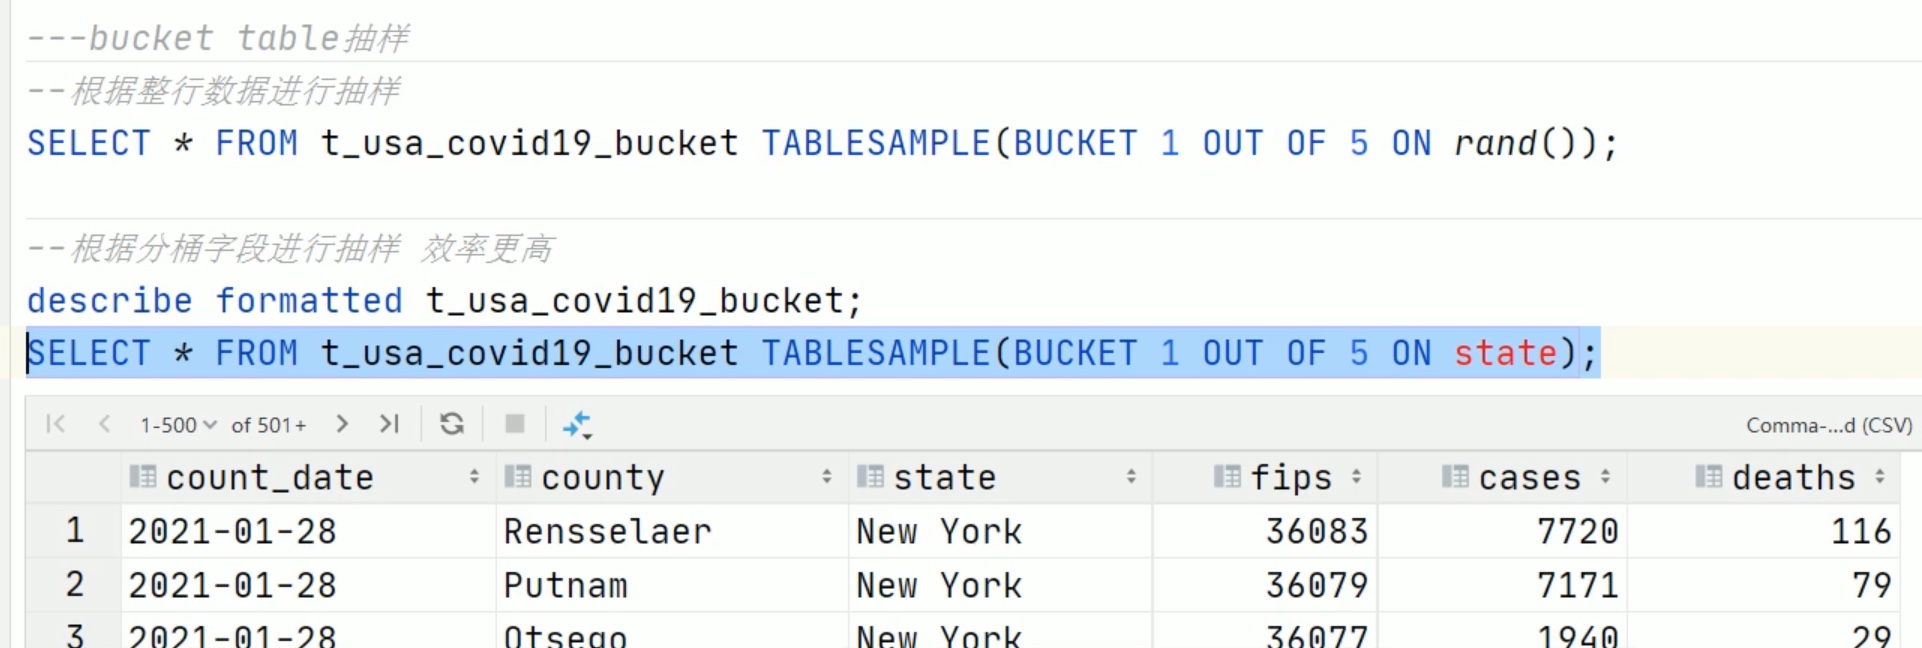 ---bucket table抽样
--根据整行数据进行抽样
SELECT * FROM t_usa_covid19_bucket TABLESAMPLE(BUCKET 1 OUT OF 5 ON rand());
--根据分桶字段进行抽样 效率更高
describe formatted t_usa_covid19_bucket;
SELECT * FROM t_usa_covid19_bucket TABLESAMPLE(BUCKET 1 OUT OF 5 ON state);
1-500 of 501+ Comma-...d (CSV)
count_date county state fips cases deaths
1 2021-01-28 Rensselaer New York 36083 7720 116
2 2021-01-28 Putnam New York 36079 7171 79
3 2021-01-28 Otsego New York 36077 1940 29